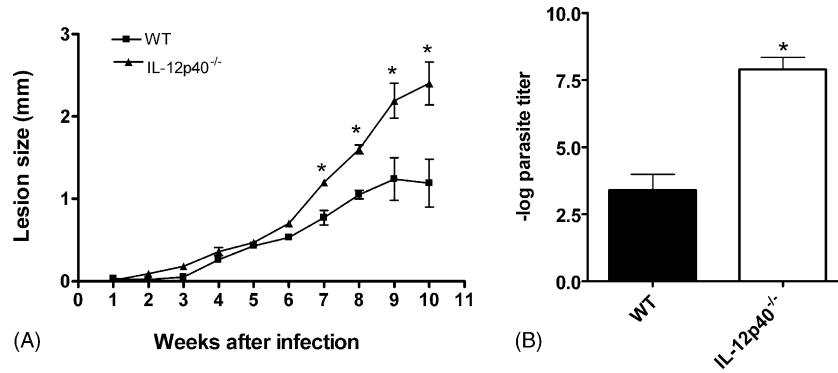 3
2
1
0
Lesion size (mm)
WT
IL-12p40-/-
*
*
*
*
0 1 2 3 4 5 6 7 8 9 10 11
Weeks after infection
(A)
10.0
7.5
5.0
2.5
0.0
-log parasite titer
*
WT
IL-12p40-/-
(B)